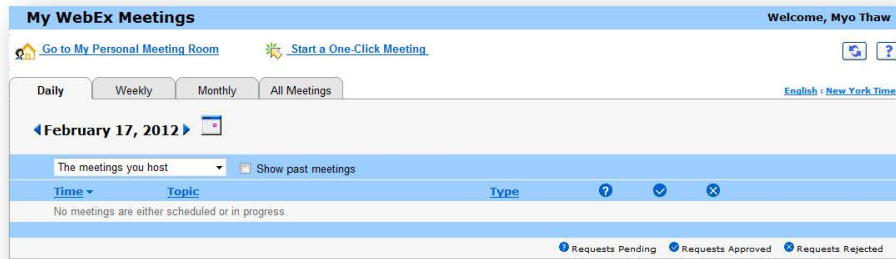 My WebEx Meetings Welcome, Myo Thaw
Go to My Personal Meeting Room Start a One-Click Meeting ?
Daily Weekly Monthly All Meetings English : New York Time
February 17, 2012
The meetings you host Show past meetings
Time Topic Type ?
No meetings are either scheduled or in progress.
? Requests Pending Requests Approved Requests Rejected